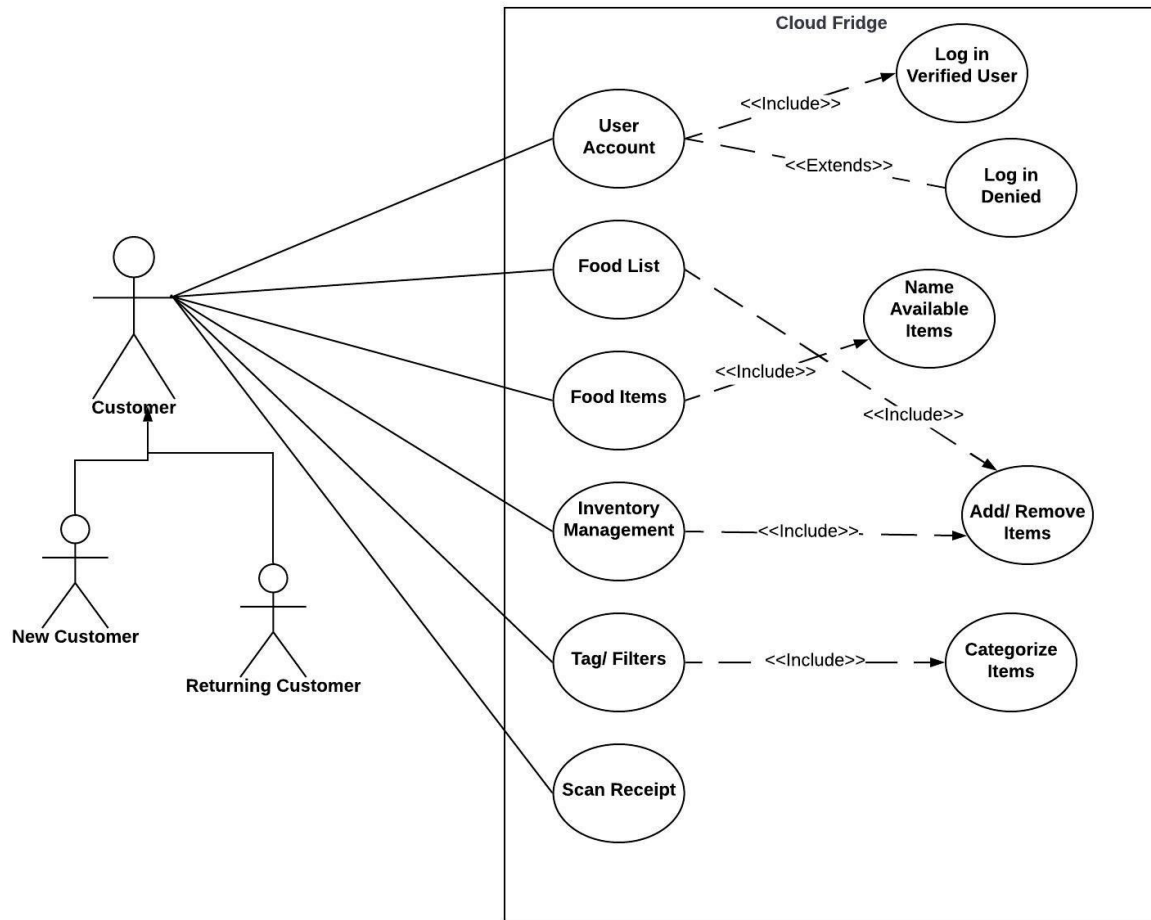 Cloud Fridge
Log in
Verified User
<<Include>>
User
Account
<<Extends>>
Log in
Denied
Food List
Name
Available
Items
<<Include>>
Food Items
<<Include>>
Customer
Inventory
Management
<<Include>>
Add/ Remove
Items
New Customer
Returning Customer
Tag/ Filters
<<Include>>
Categorize
Items
Scan Receipt